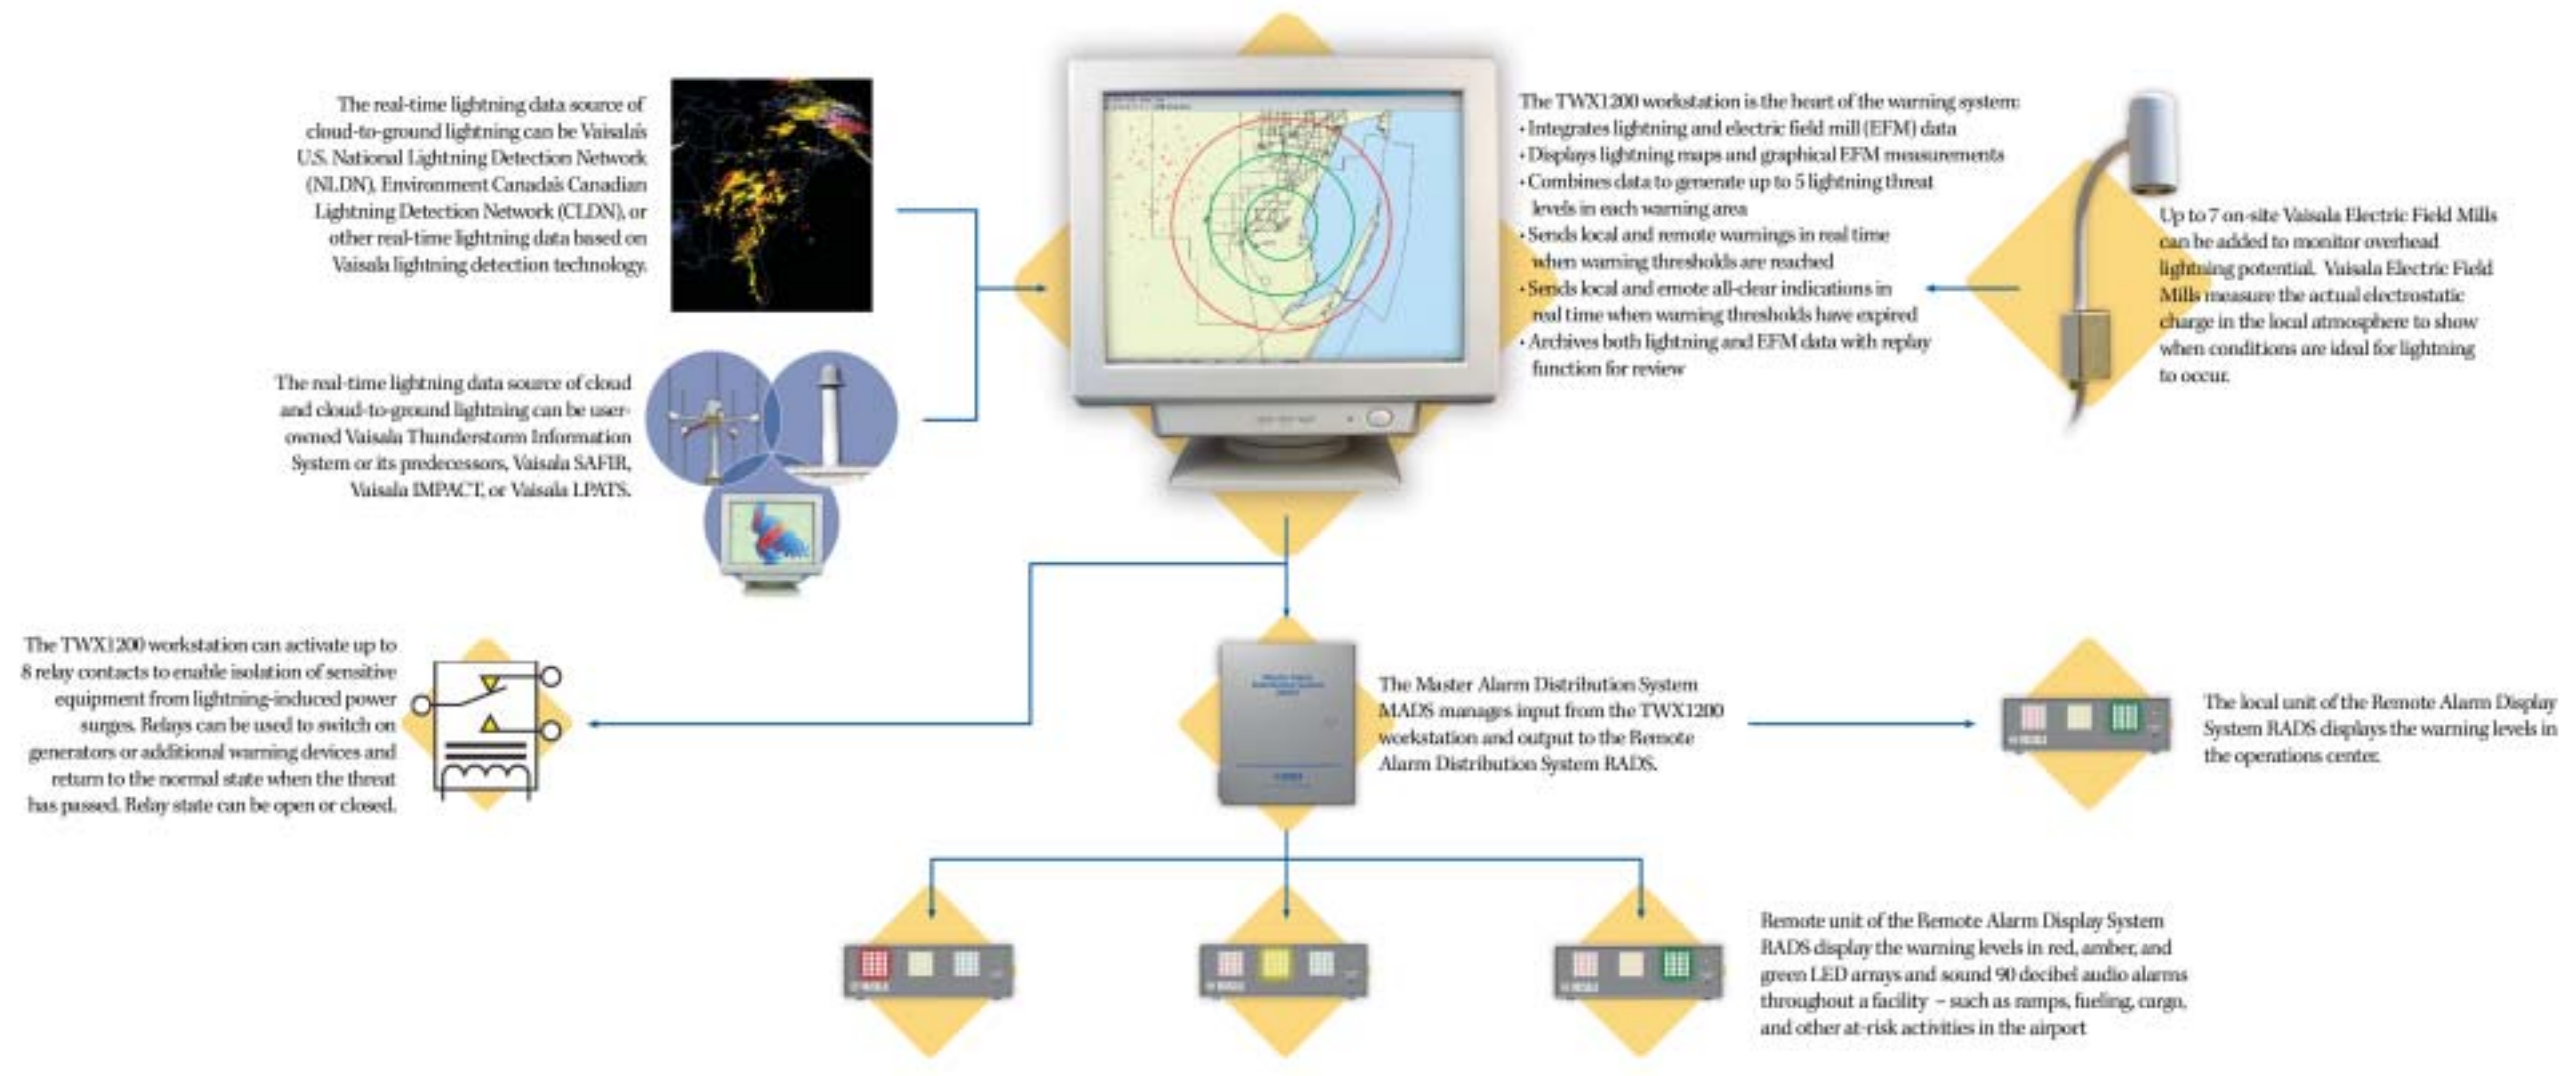 The real-time lightning data source of
cloud-to-ground lightning can be Vaisala's
U.S. National Lightning Detection Network
(NLDN), Environment Canada's Canadian
Lightning Detection Network (CLDN), or
other real-time lightning data based on
Vaisala lightning detection technology.
The real-time lightning data source of cloud
and cloud-to-ground lightning can be user-
owned Vaisala Thunderstorm Information
System or its predecessors, Vaisala SAFIR,
Vaisala IMPACT, or Vaisala LPATS.
The TWX1200 workstation is the heart of the warning system:
• Integrates lightning and electric field mill (EFM) data
• Displays lightning maps and graphical EFM measurements
• Combines data to generate up to 5 lightning threat
levels in each warning area
• Sends local and remote warnings in real time
when warning thresholds are reached
• Sends local and emote all-clear indications in
real time when warning thresholds have expired
• Archives both lightning and EFM data with replay
function for review
Up to 7 on-site Vaisala Electric Field Mills
can be added to monitor overhead
lightning potential. Vaisala Electric Field
Mills measure the actual electrostatic
charge in the local atmosphere to show
when conditions are ideal for lightning
to occur.
The TWX1200 workstation can activate up to
8 relay contacts to enable isolation of sensitive
equipment from lightning-induced power
surges. Relays can be used to switch on
generators or additional warning devices and
return to the normal state when the threat
has passed. Relay state can be open or closed.
Master Alarm
Distribution System
The Master Alarm Distribution System
MADS manages input from the TWX1200
workstation and output to the Remote
Alarm Distribution System RADS.
The local unit of the Remote Alarm Display
System RADS displays the warning levels in
the operations center.
Remote unit of the Remote Alarm Display System
RADS display the warning levels in red, amber, and
green LED arrays and sound 90 decibel audio alarms
throughout a facility – such as ramps, fueling, cargo,
and other at-risk activities in the airport